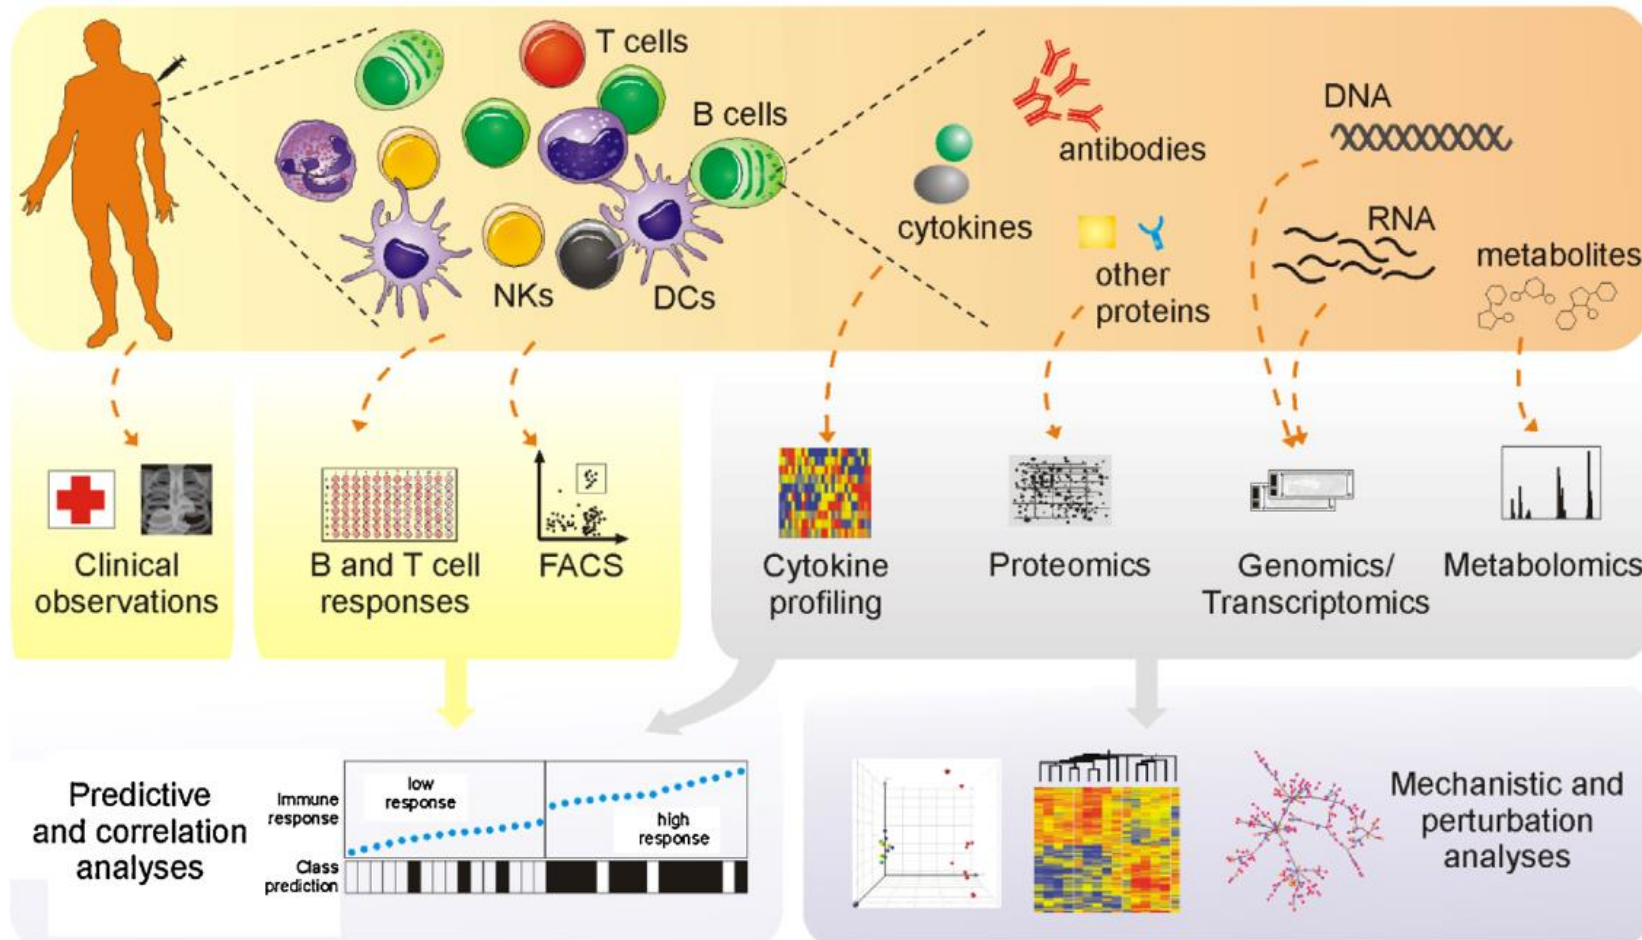 T cells
B cells
NKs
DCs
antibodies
cytokines
other
proteins
DNA
RNA
metabolites
Clinical
observations
B and T cell
responses
FACS
Cytokine
profiling
Proteomics
Genomics/
Transcriptomics
Metabolomics
Predictive
and correlation
analyses
Immune
response
low
response
high
response
Class
prediction
Mechanistic and
perturbation
analyses